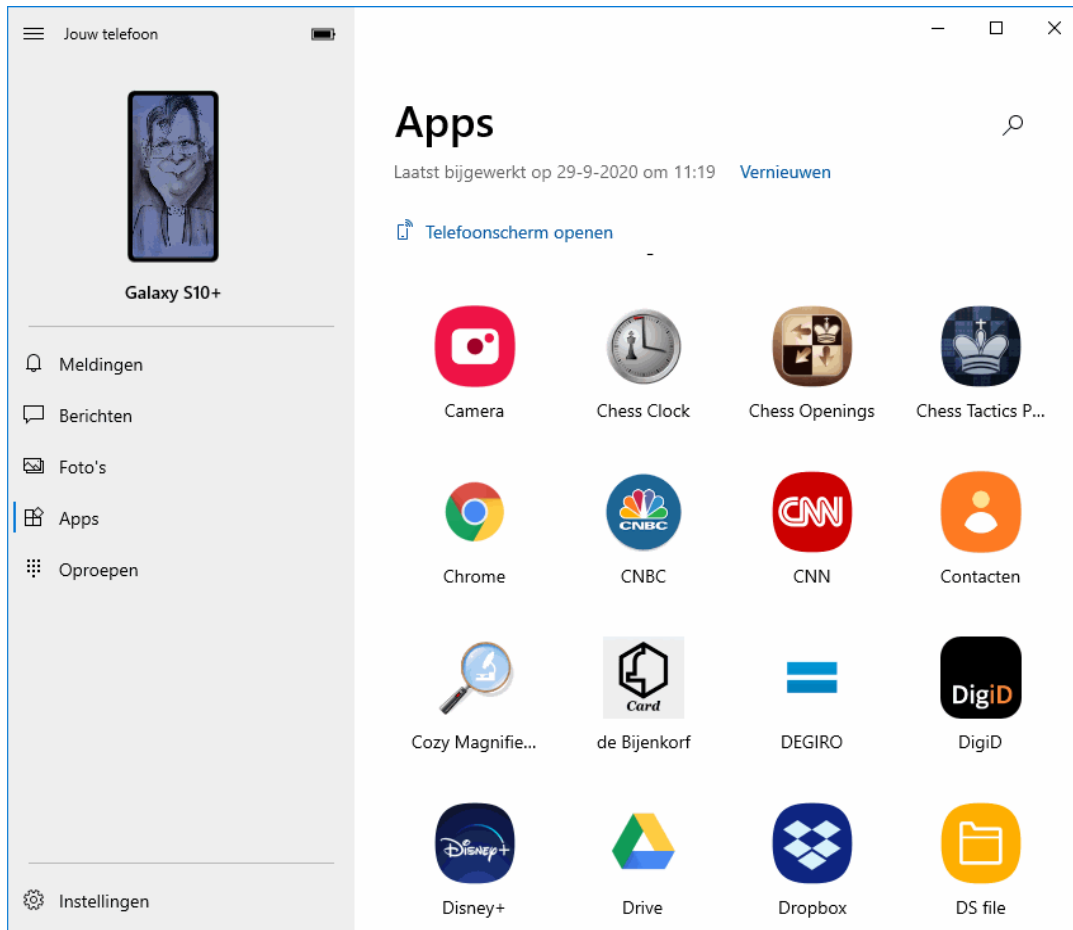 Jouw telefoon
Galaxy S10+
Meldingen
Berichten
Foto's
Apps
Oproepen
Instellingen
Apps
Laatst bijgewerkt op 29-9-2020 om 11:19 Vernieuwen
Telefoonscherm openen
Camera Chess Clock Chess Openings Chess Tactics P...
CNBC CNN
Chrome CNBC CNN Contacten
Card DigiD
Cozy Magnifie... de Bijenkorf DEGIRO DigiD
Disney+
Disney+ Drive Dropbox DS file